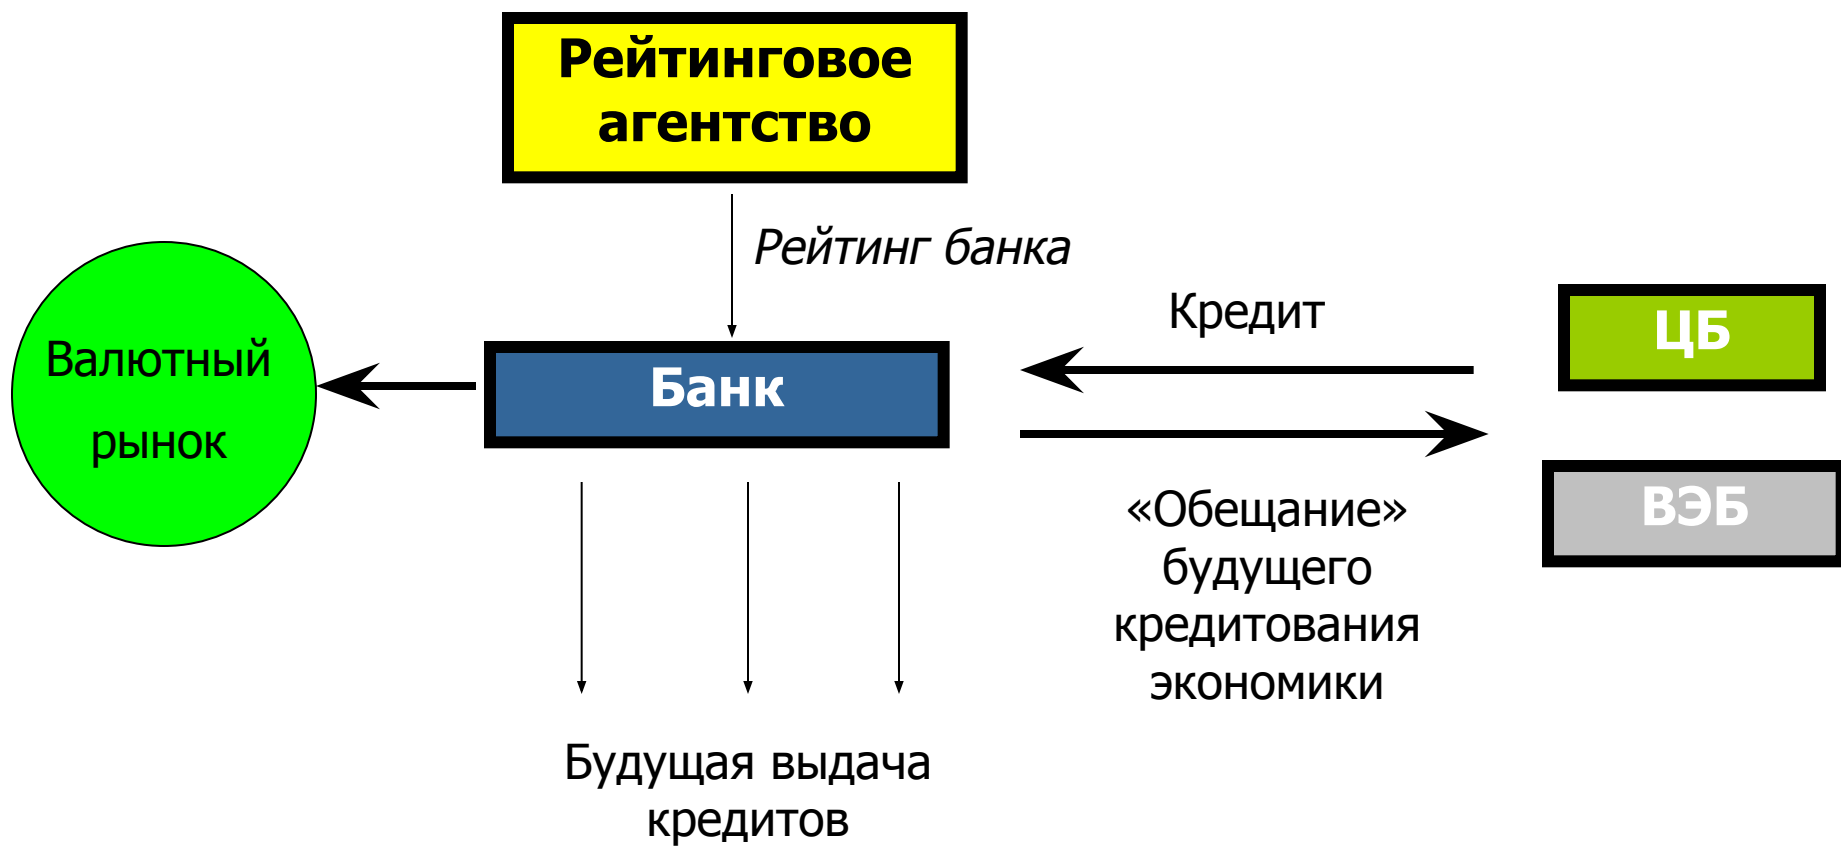 Рейтинговое
агентство
Рейтинг банка
Кредит
ЦБ
Валютный
рынок
Банк
ВЭБ
«Обещание»
будущего
кредитования
экономики
Будущая выдача
кредитов